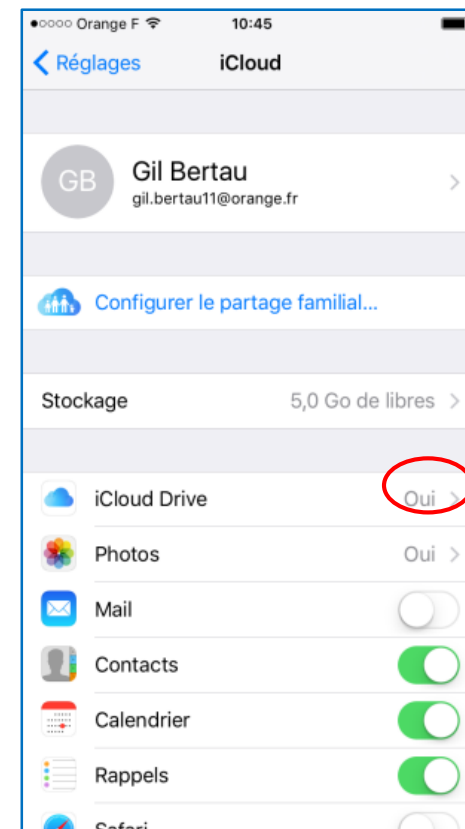 Orange F 10:45
Réglages iCloud
GB
Gil Bertau
gil.bertau11@orange.fr
Configurer le partage familial...
Stockage 5,0 Go de libres
iCloud Drive Oui
Photos Oui
Mail
Contacts
Calendrier
Rappels
Safari